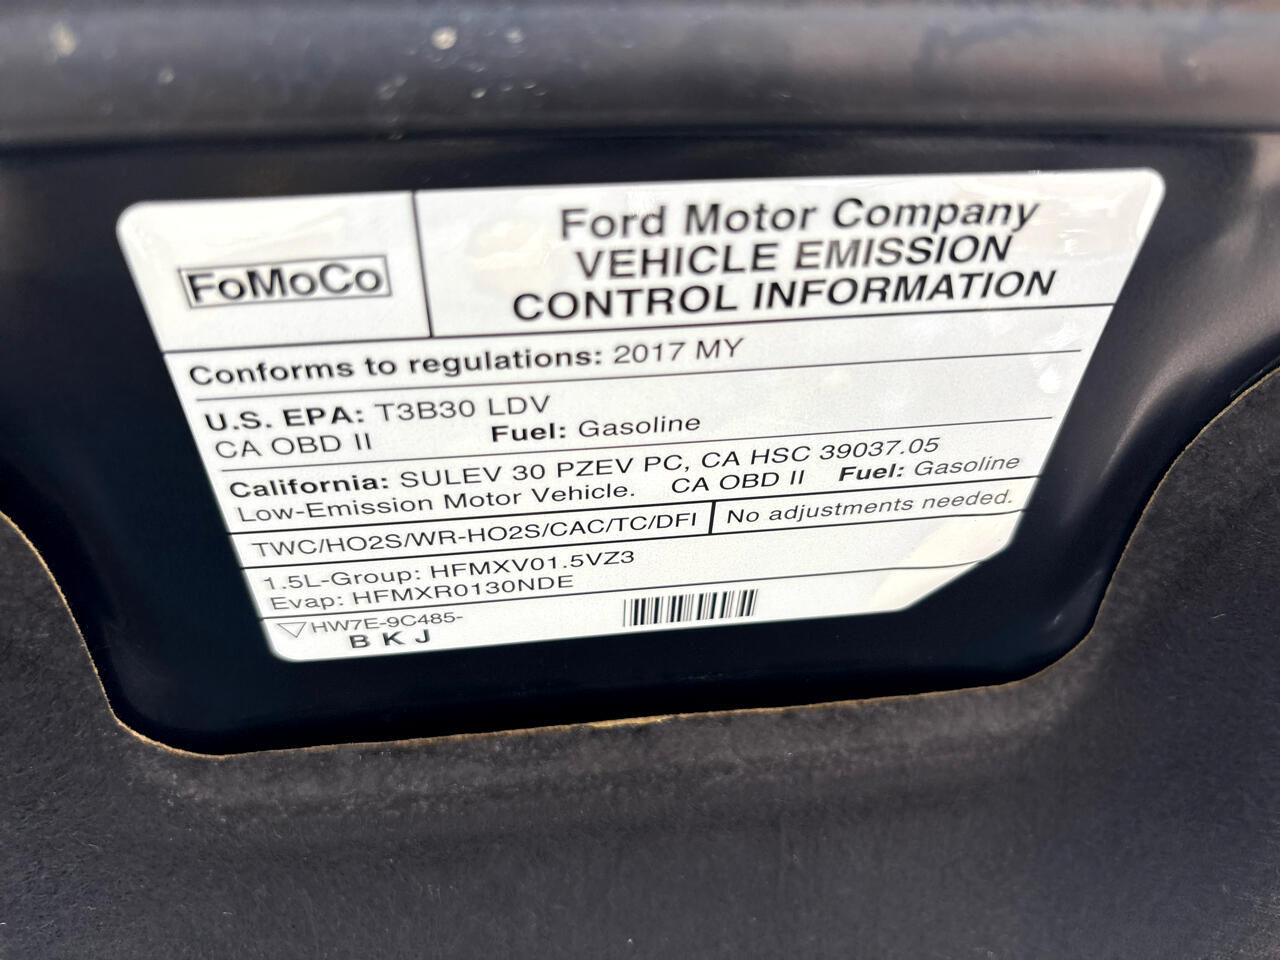 FoMoCo
Ford Motor Company
VEHICLE EMISSION
CONTROL INFORMATION
Conforms to regulations: 2017 MY
U.S. EPA: T3B30 LDV
CA OBD II Fuel: Gasoline
California: SULEV 30 PZEV PC, CA HSC 39037.05
Low-Emission Motor Vehicle. CA OBD II Fuel: Gasoline
TWC/HO2S/WR-HO2S/CAC/TC/DFI No adjustments needed.
1.5L-Group: HFMXV01.5VZ3
Evap: HFMXR0130NDE
HW7E-9C485-
B K J